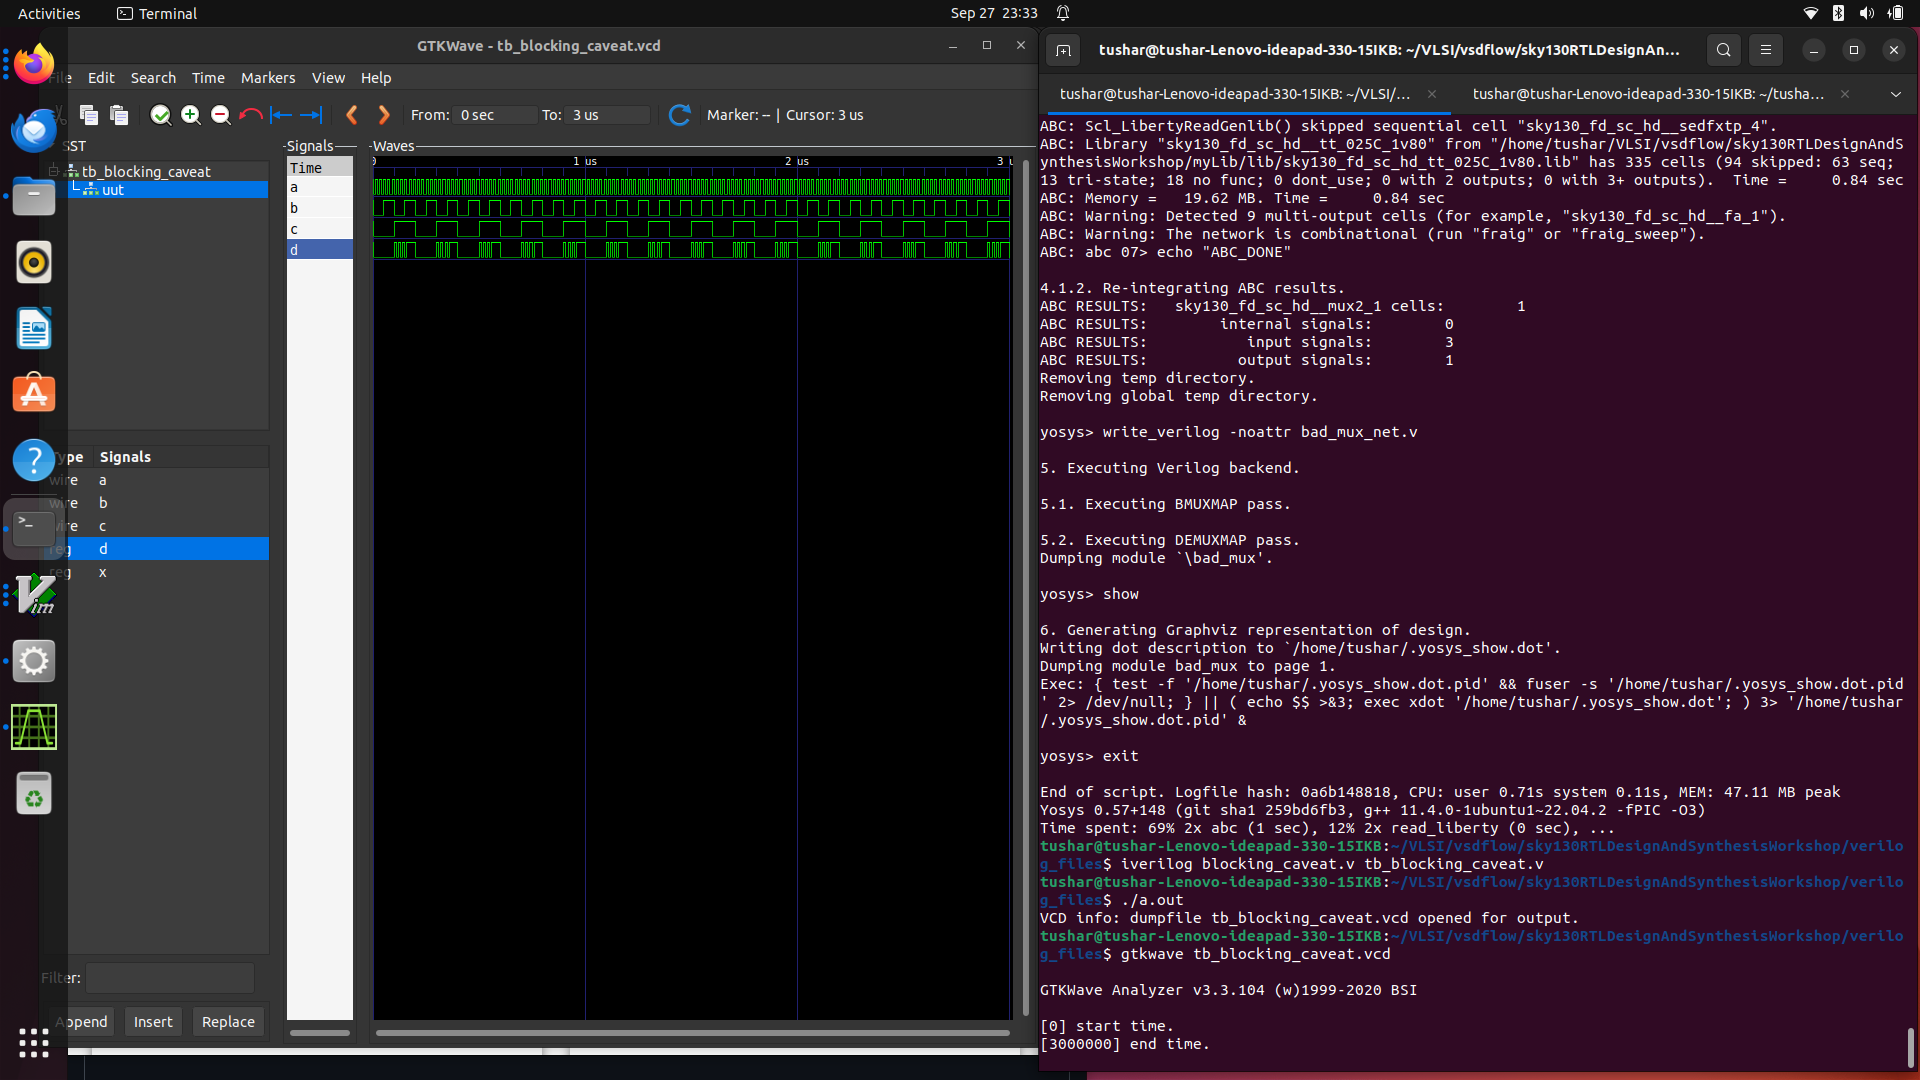 Activities
Terminal
Sep 27 23:33
GTKWave - tb_blocking_caveat.vcd
Edit Search Time Markers View Help
From: 0 sec To: 3 us Marker: -- | Cursor: 3 us
SST
tb_blocking_caveat
uut
Type Signals
wire a
wire b
wire c
reg d
reg x
Filter:
Append Insert Replace
Signals
Time
a
b
c
d
Waves
0 1 us 2 us 3 u
tushar@tushar-Lenovo-ideapad-330-15IKB: ~/VLSI/vsdflow/sky130RTLDesignAn...
tushar@tushar-Lenovo-ideapad-330-15IKB: ~/VLSI/...
tushar@tushar-Lenovo-ideapad-330-15IKB: ~/tusha...
ABC: Scl_LibertyReadGenlib() skipped sequential cell "sky130_fd_sc_hd__sedfxtp_4".
ABC: Library "sky130_fd_sc_hd__tt_025C_1v80" from "/home/tushar/VLSI/vsdflow/sky130RTLDesignAndS
ynthesisWorkshop/myLib/lib/sky130_fd_sc_hd__tt_025C_1v80.lib" has 335 cells (94 skipped: 63 seq;
13 tri-state; 18 no func; 0 dont_use; 0 with 2 outputs; 0 with 3+ outputs).  Time =     0.84 sec
ABC: Memory =   19.62 MB. Time =     0.84 sec
ABC: Warning: Detected 9 multi-output cells (for example, "sky130_fd_sc_hd__fa_1").
ABC: Warning: The network is combinational (run "fraig" or "fraig_sweep").
ABC: abc 07> echo "ABC_DONE"
4.1.2. Re-integrating ABC results.
ABC RESULTS:   sky130_fd_sc_hd__mux2_1 cells:        1
ABC RESULTS:        internal signals:        0
ABC RESULTS:           input signals:        3
ABC RESULTS:          output signals:        1
Removing temp directory.
Removing global temp directory.
yosys> write_verilog -noattr bad_mux_net.v
5. Executing Verilog backend.
5.1. Executing BMUXMAP pass.
5.2. Executing DEMUXMAP pass.
Dumping module `\bad_mux'.
yosys> show
6. Generating Graphviz representation of design.
Writing dot description to `/home/tushar/.yosys_show.dot'.
Dumping module bad_mux to page 1.
Exec: { test -f '/home/tushar/.yosys_show.dot.pid' && fuser -s '/home/tushar/.yosys_show.dot.pid
' 2> /dev/null; } || ( echo $$ >&3; exec xdot '/home/tushar/.yosys_show.dot'; ) 3> '/home/tushar
/.yosys_show.dot.pid' &
yosys> exit
End of script. Logfile hash: 0a6b148818, CPU: user 0.71s system 0.11s, MEM: 47.11 MB peak
Yosys 0.57+148 (git sha1 259bd6fb3, g++ 11.4.0-1ubuntu1~22.04.2 -fPIC -O3)
Time spent: 69% 2x abc (1 sec), 12% 2x read_liberty (0 sec), ...
tushar@tushar-Lenovo-ideapad-330-15IKB:~/VLSI/vsdflow/sky130RTLDesignAndSynthesisWorkshop/verilo
g_files$ iverilog blocking_caveat.v tb_blocking_caveat.v
tushar@tushar-Lenovo-ideapad-330-15IKB:~/VLSI/vsdflow/sky130RTLDesignAndSynthesisWorkshop/verilo
g_files$ ./a.out
VCD info: dumpfile tb_blocking_caveat.vcd opened for output.
tushar@tushar-Lenovo-ideapad-330-15IKB:~/VLSI/vsdflow/sky130RTLDesignAndSynthesisWorkshop/verilo
g_files$ gtkwave tb_blocking_caveat.vcd
GTKWave Analyzer v3.3.104 (w)1999-2020 BSI
[0] start time.
[3000000] end time.